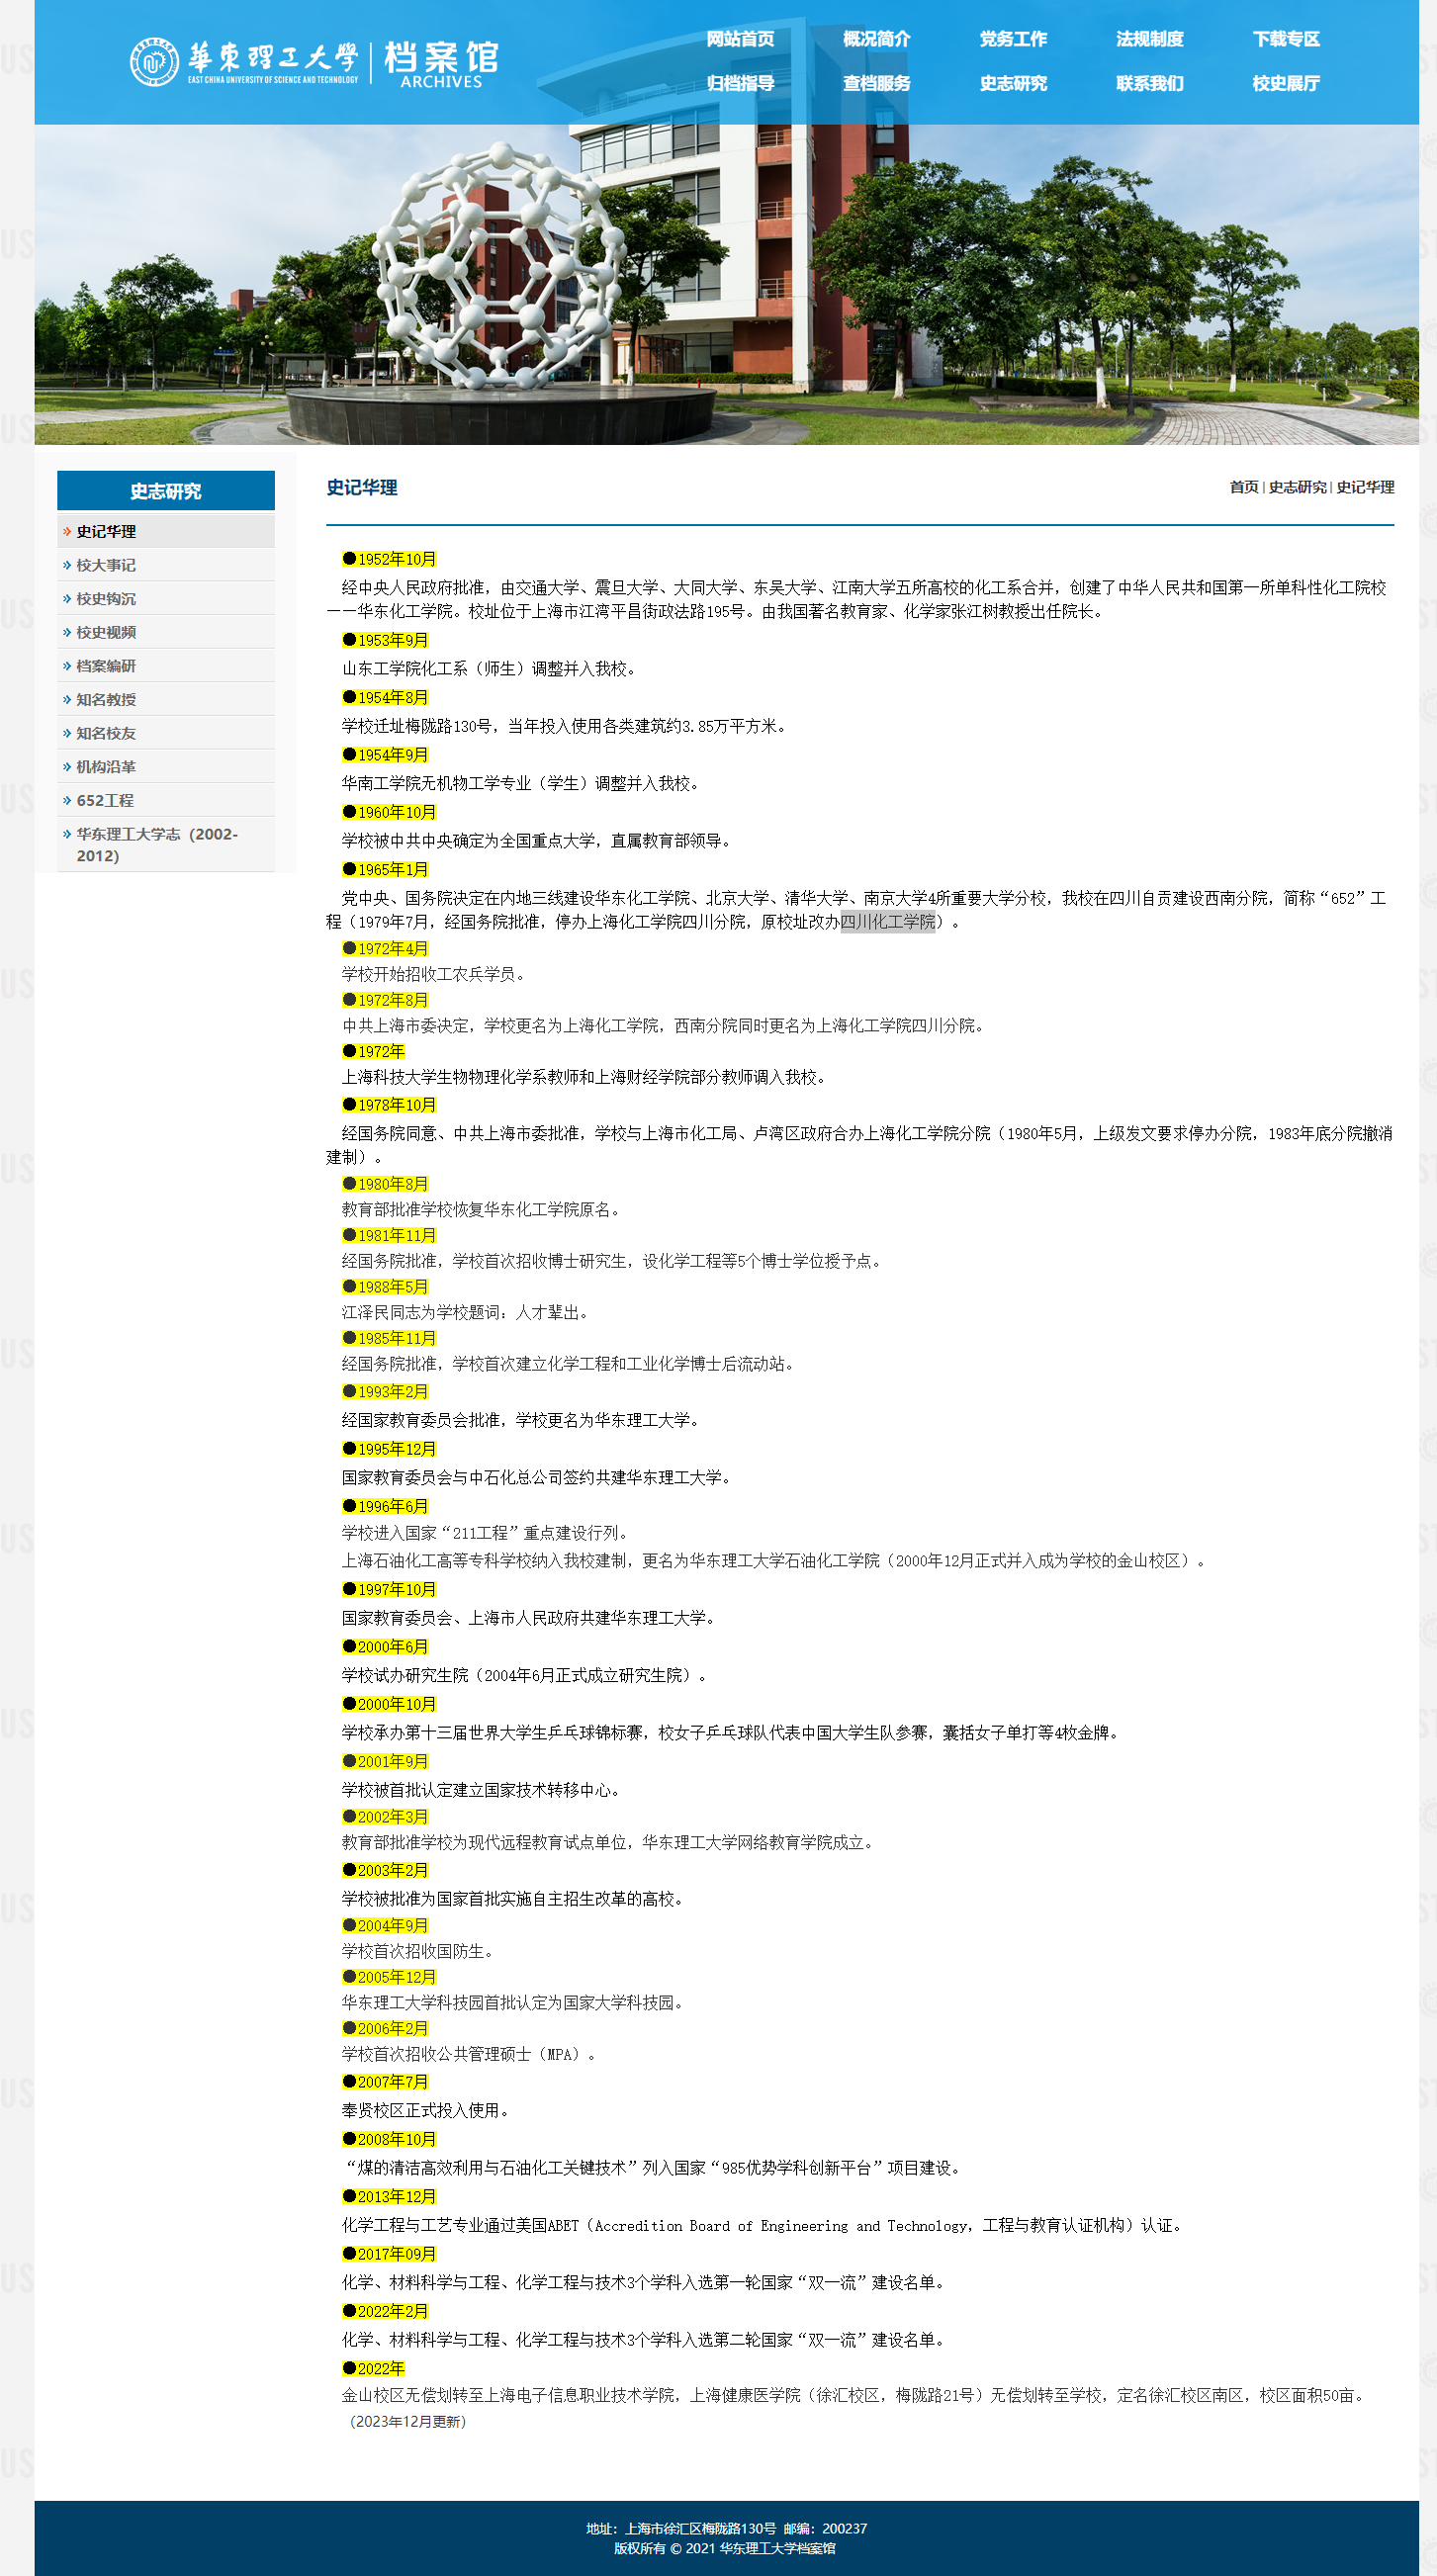 華東理工大學
EAST CHINA UNIVERSITY OF SCIENCE AND TECHNOLOGY
档案馆
ARCHIVES
网站首页 概况简介 党务工作 法规制度 下载专区
归档指导 查档服务 史志研究 联系我们 校史展厅
史志研究
史记华理
校大事记
校史钩沉
校史视频
档案编研
知名教授
知名校友
机构沿革
652工程
华东理工大学志（2002-
2012)
史记华理
首页 | 史志研究 | 史记华理
●1952年10月
经中央人民政府批准，由交通大学、震旦大学、大同大学、东吴大学、江南大学五所高校的化工系合并，创建了中华人民共和国第一所单科性化工院校
——华东化工学院。校址位于上海市江湾平昌街政法路195号。由我国著名教育家、化学家张江树教授出任院长。
●1953年9月
山东工学院化工系（师生）调整并入我校。
●1954年8月
学校迁址梅陇路130号，当年投入使用各类建筑约3.85万平方米。
●1954年9月
华南工学院无机物工学专业（学生）调整并入我校。
●1960年10月
学校被中共中央确定为全国重点大学，直属教育部领导。
●1965年1月
党中央、国务院决定在内地三线建设华东化工学院、北京大学、清华大学、南京大学4所重要大学分校，我校在四川自贡建设西南分院，简称“652”工
程（1979年7月，经国务院批准，停办上海化工学院四川分院，原校址改办四川化工学院）。
●1972年4月
学校开始招收工农兵学员。
●1972年8月
中共上海市委决定，学校更名为上海化工学院，西南分院同时更名为上海化工学院四川分院。
●1972年
上海科技大学生物物理化学系教师和上海财经学院部分教师调入我校。
●1978年10月
经国务院同意、中共上海市委批准，学校与上海市化工局、卢湾区政府合办上海化工学院分院（1980年5月，上级发文要求停办分院，1983年底分院撤消
建制）。
●1980年8月
教育部批准学校恢复华东化工学院原名。
●1981年11月
经国务院批准，学校首次招收博士研究生，设化学工程等5个博士学位授予点。
●1988年5月
江泽民同志为学校题词：人才辈出。
●1985年11月
经国务院批准，学校首次建立化学工程和工业化学博士后流动站。
●1993年2月
经国家教育委员会批准，学校更名为华东理工大学。
●1995年12月
国家教育委员会与中石化总公司签约共建华东理工大学。
●1996年6月
学校进入国家“211工程”重点建设行列。
上海石油化工高等专科学校纳入我校建制，更名为华东理工大学石油化工学院（2000年12月正式并入成为学校的金山校区）。
●1997年10月
国家教育委员会、上海市人民政府共建华东理工大学。
●2000年6月
学校试办研究生院（2004年6月正式成立研究生院）。
●2000年10月
学校承办第十三届世界大学生乒乓球锦标赛，校女子乒乓球队代表中国大学生队参赛，囊括女子单打等4枚金牌。
●2001年9月
学校被首批认定建立国家技术转移中心。
●2002年3月
教育部批准学校为现代远程教育试点单位，华东理工大学网络教育学院成立。
●2003年2月
学校被批准为国家首批实施自主招生改革的高校。
●2004年9月
学校首次招收国防生。
●2005年12月
华东理工大学科技园首批认定为国家大学科技园。
●2006年2月
学校首次招收公共管理硕士（MPA）。
●2007年7月
奉贤校区正式投入使用。
●2008年10月
“煤的清洁高效利用与石油化工关键技术”列入国家“985优势学科创新平台”项目建设。
●2013年12月
化学工程与工艺专业通过美国ABET（Accredition Board of Engineering and Technology，工程与教育认证机构）认证。
●2017年09月
化学、材料科学与工程、化学工程与技术3个学科入选第一轮国家“双一流”建设名单。
●2022年2月
化学、材料科学与工程、化学工程与技术3个学科入选第二轮国家“双一流”建设名单。
●2022年
金山校区无偿划转至上海电子信息职业技术学院，上海健康医学院（徐汇校区，梅陇路21号）无偿划转至学校，定名徐汇校区南区，校区面积50亩。
（2023年12月更新）
地址：上海市徐汇区梅陇路130号 邮编：200237
版权所有 © 2021 华东理工大学档案馆